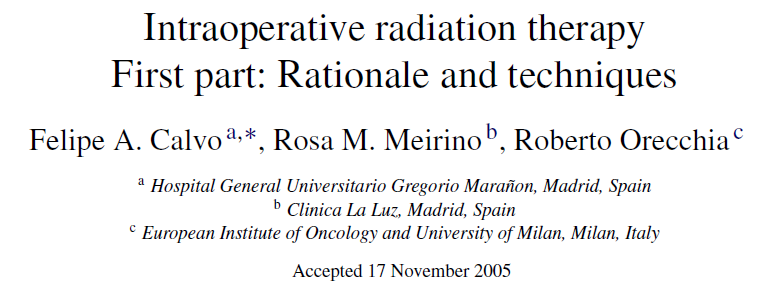 Intraoperative radiation therapy
First part: Rationale and techniques
Felipe A. Calvo a,*, Rosa M. Meirino b, Roberto Orecchia c
a Hospital General Universitario Gregorio Marañon, Madrid, Spain
b Clinica La Luz, Madrid, Spain
c European Institute of Oncology and University of Milan, Milan, Italy
Accepted 17 November 2005